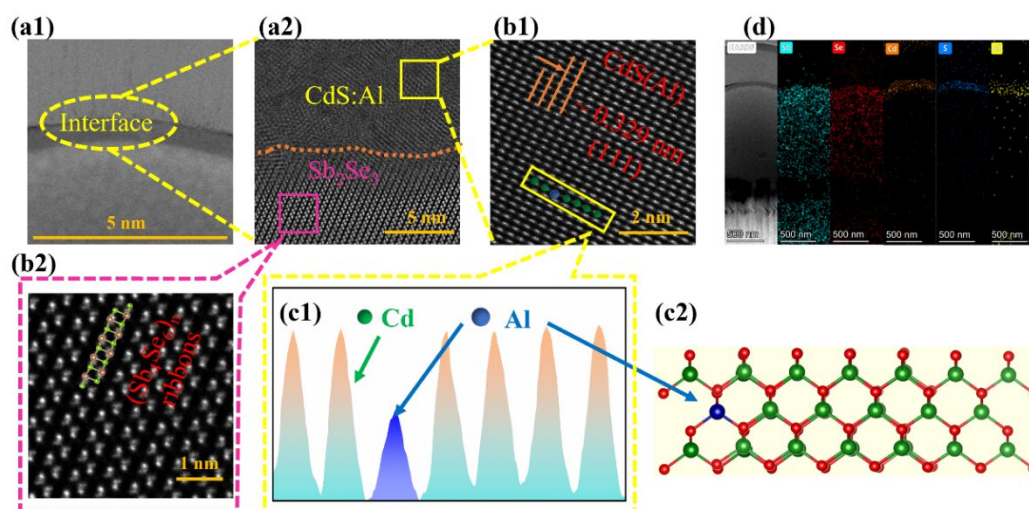 (a1)
Interface
5 nm
(a2)
CdS:Al
Sb₂Se₃
5 nm
(b1)
CdS(Al)
~0.329 nm
(111)
2 nm
(d)
HAADF
Sb
Se
Cd
S
500 nm
500 nm
500 nm
500 nm
500 nm
(b2)
(Sb₄Se₆)ₙ
ribbons
1 nm
(c1)
Cd
Al
(c2)